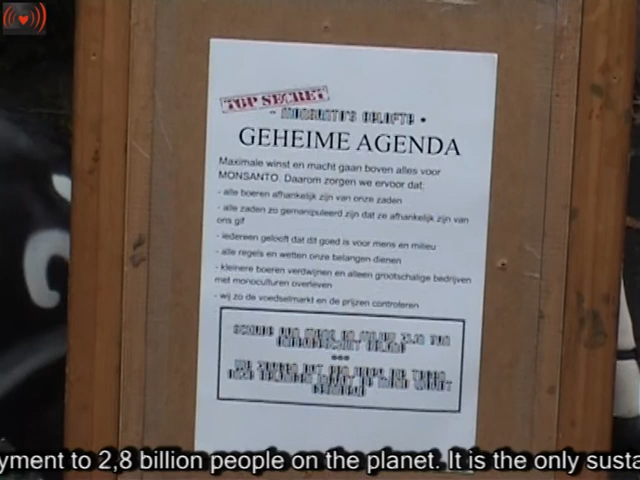 TOP SECRET
- MONSANTO'S BELOFTE •
GEHEIME AGENDA
Maximale winst en macht gaan boven alles voor
MONSANTO. Daarom zorgen we ervoor dat:
- alle boeren afhankelijk zijn van onze zaden
- alle zaden zo gemanipuleerd zijn dat ze afhankelijk zijn van
ons gif
- iedereen gelooft dat dit goed is voor mens en milieu
- alle regels en wetten onze belangen dienen
- kleinere boeren verdwijnen en alleen grootschalige bedrijven
met monoculturen overleven
- wij zo de voedselmarkt en de prijzen controleren
yment to 2,8 billion people on the planet. It is the only susta